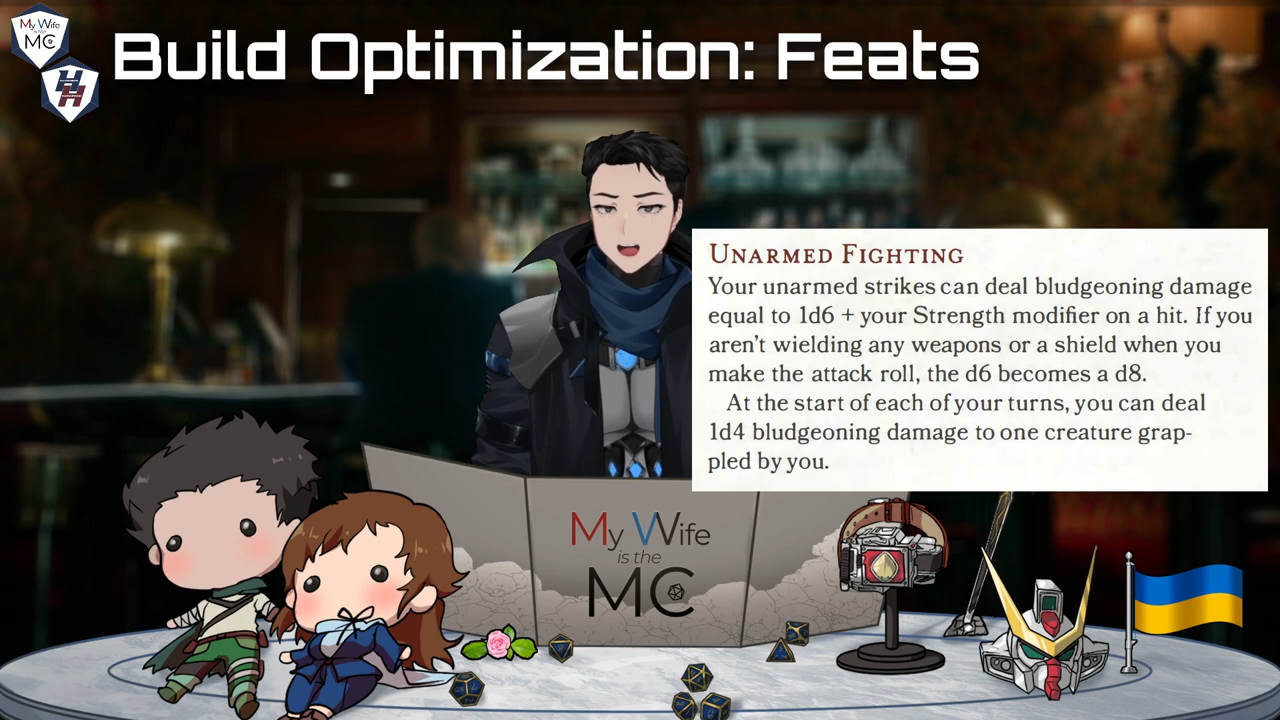 My Wife
is the
MC
Build Optimization: Feats
UNARMED FIGHTING
Your unarmed strikes can deal bludgeoning damage
equal to 1d6 + your Strength modifier on a hit. If you
aren't wielding any weapons or a shield when you
make the attack roll, the d6 becomes a d8.
At the start of each of your turns, you can deal
1d4 bludgeoning damage to one creature grap-
pled by you.
My Wife
is the
MC